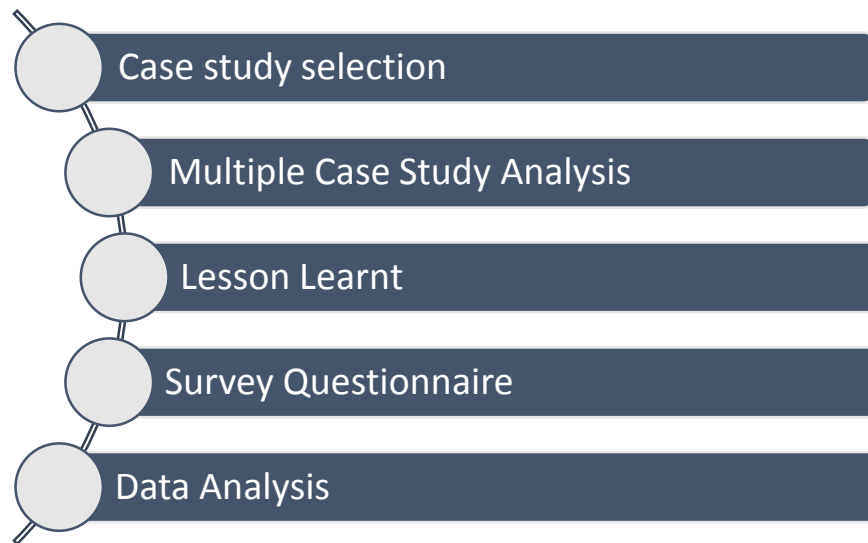 Case study selection
Multiple Case Study Analysis
Lesson Learnt
Survey Questionnaire
Data Analysis